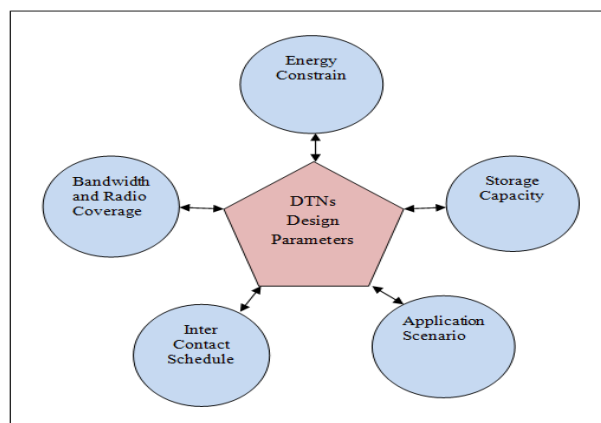 Energy
Constrain
Bandwidth
and Radio
Coverage
DTNs
Design
Parameters
Storage
Capacity
Inter
Contact
Schedule
Application
Scenario